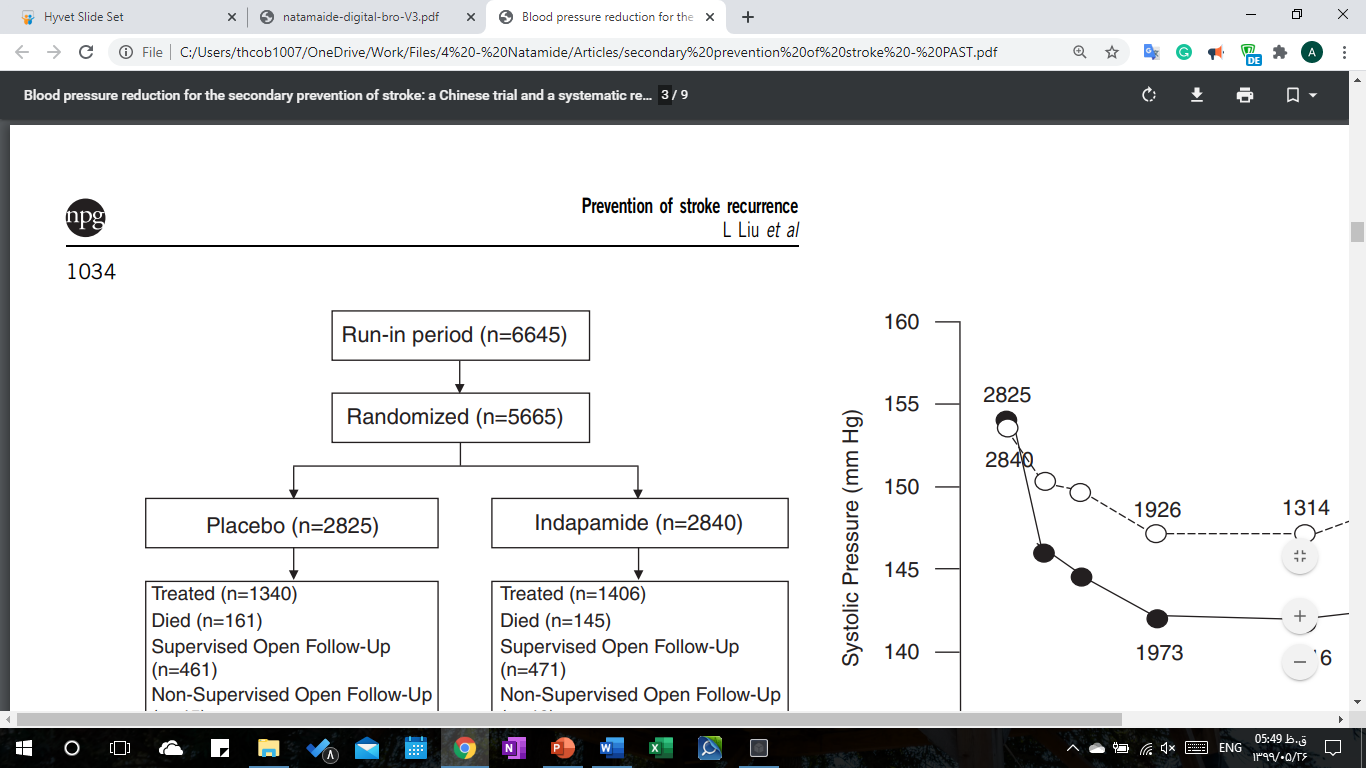 Hyvet Slide Set
natamaide-digital-bro-V3.pdf
Blood pressure reduction for the
File
C:/Users/thcob1007/OneDrive/Work/Files/4%20-%20Natamide/Articles/secondary%20prevention%20of%20stroke%20-%20PAST.pdf
DE
A
Blood pressure reduction for the secondary prevention of stroke: a Chinese trial and a systematic re... 3 / 9
npg
Prevention of stroke recurrence
L Liu et al
1034
Run-in period (n=6645)
Randomized (n=5665)
Placebo (n=2825)
Indapamide (n=2840)
Treated (n=1340)
Died (n=161)
Supervised Open Follow-Up
(n=461)
Non-Supervised Open Follow-Up
Treated (n=1406)
Died (n=145)
Supervised Open Follow-Up
(n=471)
Non-Supervised Open Follow-Up
Systolic Pressure (mm Hg)
160
155
150
145
140
2825
2840
1926
1314
1973
6
ENG
05:49 ق.ظ
۱۳۹۹/۰۵/۲۶